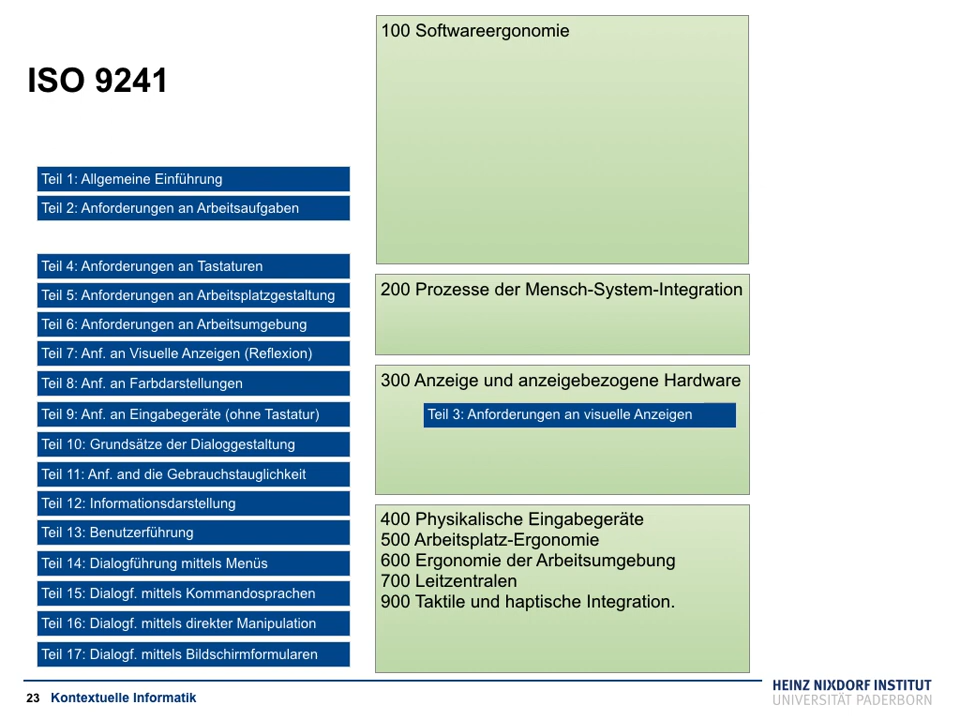 ISO 9241
Teil 1: Allgemeine Einführung
Teil 2: Anforderungen an Arbeitsaufgaben
Teil 4: Anforderungen an Tastaturen
Teil 5: Anforderungen an Arbeitsplatzgestaltung
Teil 6: Anforderungen an Arbeitsumgebung
Teil 7: Anf. an Visuelle Anzeigen (Reflexion)
Teil 8: Anf. an Farbdarstellungen
Teil 9: Anf. an Eingabegeräte (ohne Tastatur)
Teil 10: Grundsätze der Dialoggestaltung
Teil 11: Anf. and die Gebrauchstauglichkeit
Teil 12: Informationsdarstellung
Teil 13: Benutzerführung
Teil 14: Dialogführung mittels Menüs
Teil 15: Dialogf. mittels Kommandosprachen
Teil 16: Dialogf. mittels direkter Manipulation
Teil 17: Dialogf. mittels Bildschirmformularen
100 Softwareergonomie
200 Prozesse der Mensch-System-Integration
300 Anzeige und anzeigebezogene Hardware
Teil 3: Anforderungen an visuelle Anzeigen
400 Physikalische Eingabegeräte
500 Arbeitsplatz-Ergonomie
600 Ergonomie der Arbeitsumgebung
700 Leitzentralen
900 Taktile und haptische Integration.
23 Kontextuelle Informatik
HEINZ NIXDORF INSTITUT
UNIVERSITÄT PADERBORN